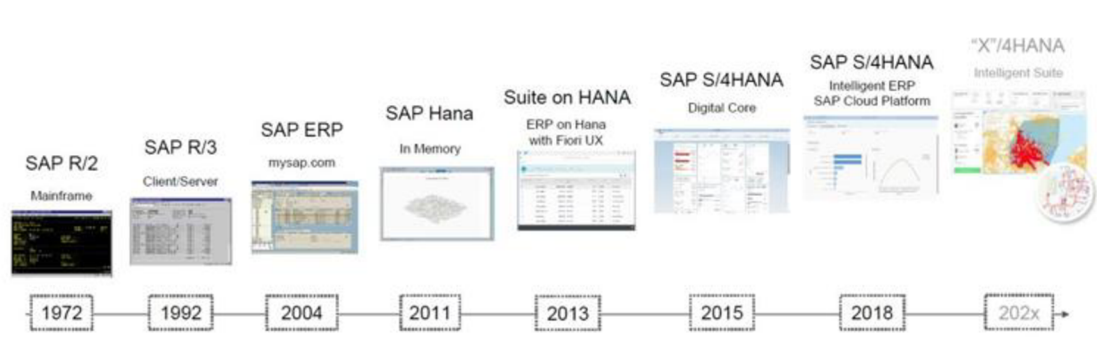 SAP R/2
Mainframe
1972
SAP R/3
Client/Server
1992
SAP ERP
mysap.com
2004
SAP Hana
In Memory
2011
Suite on HANA
ERP on Hana
with Fiori UX
2013
SAP S/4HANA
Digital Core
2015
SAP S/4HANA
Intelligent ERP
SAP Cloud Platform
2018
“X”/4HANA
Intelligent Suite
202x